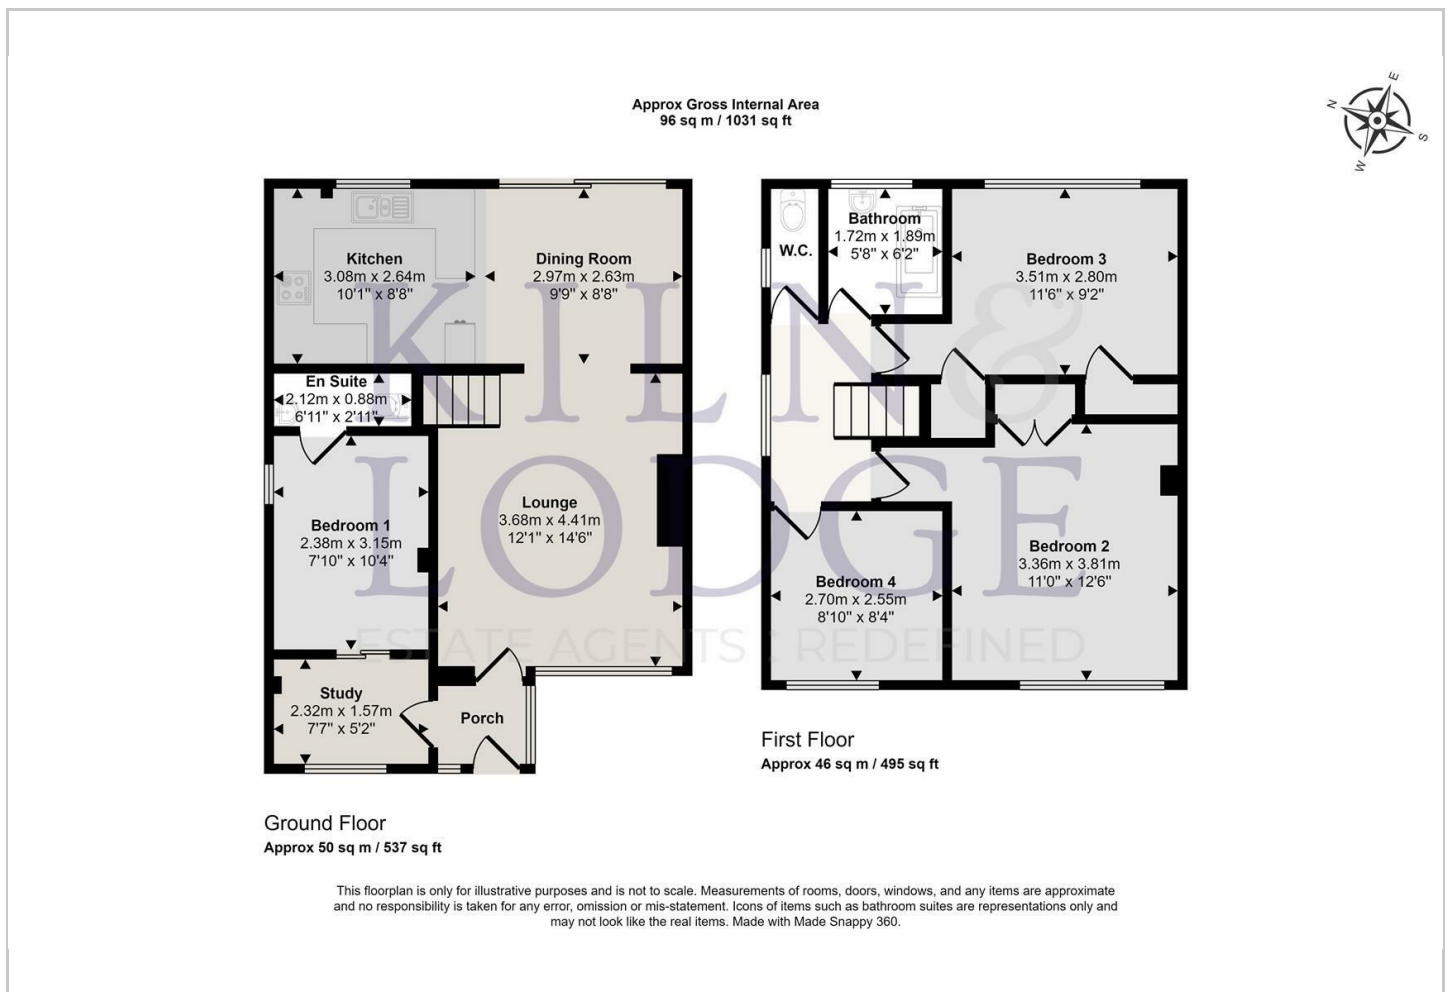 Approx Gross Internal Area
96 sq m / 1031 sq ft
N
E
S
W
Kitchen
3.08m x 2.64m
10'1" x 8'8"
Dining Room
2.97m x 2.63m
9'9" x 8'8"
En Suite
2.12m x 0.88m
6'11" x 2'11"
Bedroom 1
2.38m x 3.15m
7'10" x 10'4"
Lounge
3.68m x 4.41m
12'1" x 14'6"
Study
2.32m x 1.57m
7'7" x 5'2"
Porch
Ground Floor
Approx 50 sq m / 537 sq ft
W.C.
Bathroom
1.72m x 1.89m
5'8" x 6'2"
Bedroom 3
3.51m x 2.80m
11'6" x 9'2"
Bedroom 2
3.36m x 3.81m
11'0" x 12'6"
Bedroom 4
2.70m x 2.55m
8'10" x 8'4"
First Floor
Approx 46 sq m / 495 sq ft
KILN &
LODGE
ESTATE AGENTS : REDEFINED
This floorplan is only for illustrative purposes and is not to scale. Measurements of rooms, doors, windows, and any items are approximate
and no responsibility is taken for any error, omission or mis-statement. Icons of items such as bathroom suites are representations only and
may not look like the real items. Made with Made Snappy 360.